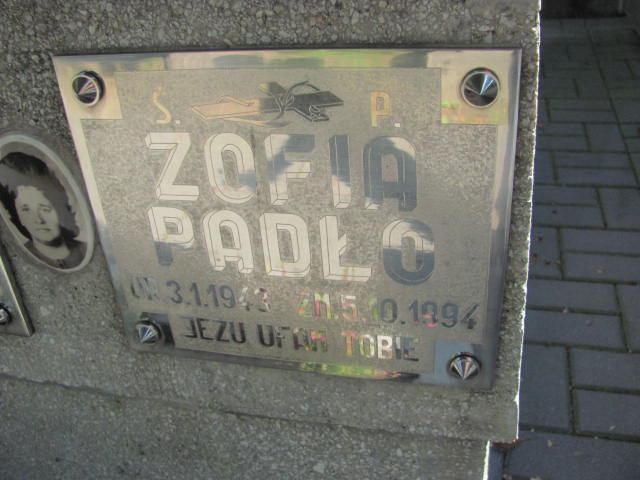 Ś. P.
ZOFIA
PADŁO
UR. 3.1.1943 ZM. 5.10.1994
JEZU UFAM TOBIE